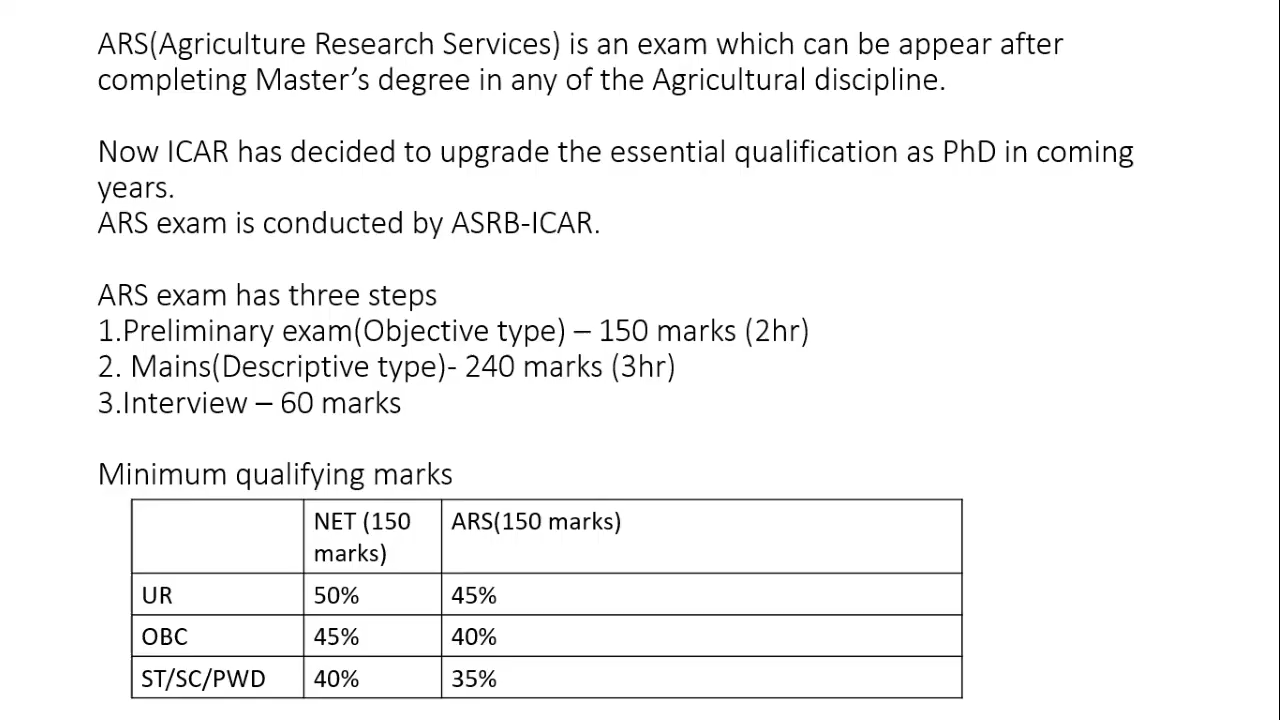 ARS(Agriculture Research Services) is an exam which can be appear after
completing Master’s degree in any of the Agricultural discipline.
Now ICAR has decided to upgrade the essential qualification as PhD in coming
years.
ARS exam is conducted by ASRB-ICAR.
ARS exam has three steps
1.Preliminary exam(Objective type) – 150 marks (2hr)
2. Mains(Descriptive type)- 240 marks (3hr)
3.Interview – 60 marks
Minimum qualifying marks
NET (150 marks) ARS(150 marks)
UR 50% 45%
OBC 45% 40%
ST/SC/PWD 40% 35%